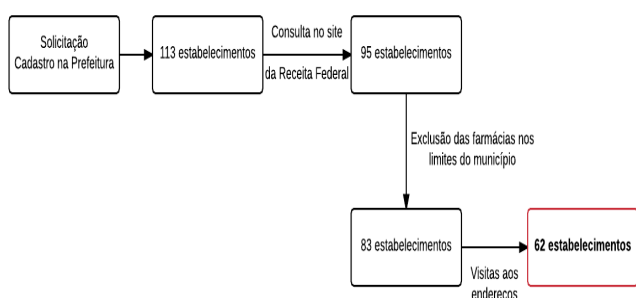 Solicitação
Cadastro na Prefeitura
113 estabelecimentos
Consulta no site
da Receita Federal
95 estabelecimentos
Exclusão das farmácias nos
limites do município
83 estabelecimentos
Visitas aos
endereços
62 estabelecimentos